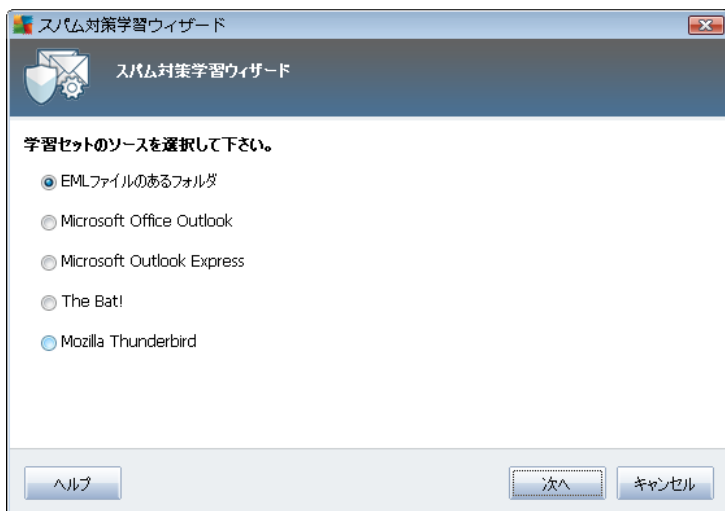 スパム対策学習ウィザード
スパム対策学習ウィザード
学習セットのソースを選択して下さい。
EMLファイルのあるフォルダ
Microsoft Office Outlook
Microsoft Outlook Express
The Bat!
Mozilla Thunderbird
ヘルプ
次へ
キャンセル